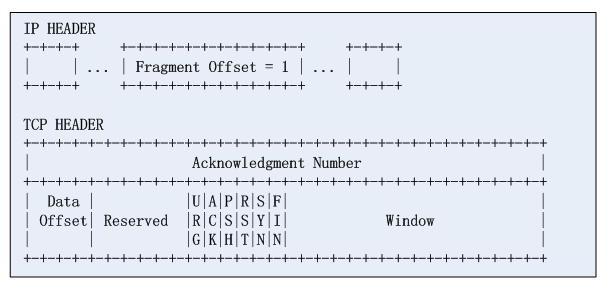 IP HEADER
+-+-+-+     +-+-+-+-+-+-+-+-+-+-+-+     +-+-+-+
|     | ... | Fragment Offset = 1 | ... |     |
+-+-+-+     +-+-+-+-+-+-+-+-+-+-+-+     +-+-+-+
TCP HEADER
+-+-+-+-+-+-+-+-+-+-+-+-+-+-+-+-+-+-+-+-+-+-+-+-+-+-+-+-+-+-+-+-+
|                    Acknowledgment Number                      |
+-+-+-+-+-+-+-+-+-+-+-+-+-+-+-+-+-+-+-+-+-+-+-+-+-+-+-+-+-+-+-+-+
|  Data |           |U|A|P|R|S|F|                               |
| Offset| Reserved  |R|C|S|S|Y|I|            Window             |
|       |           |G|K|H|T|N|N|                               |
+-+-+-+-+-+-+-+-+-+-+-+-+-+-+-+-+-+-+-+-+-+-+-+-+-+-+-+-+-+-+-+-+